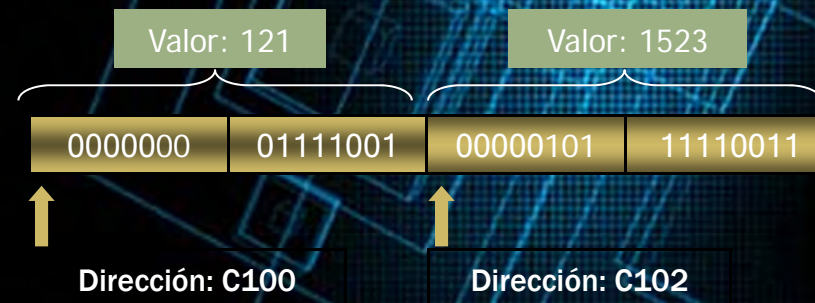 Valor: 121 Valor: 1523
0000000 01111001 00000101 11110011
Dirección: C100 Dirección: C102